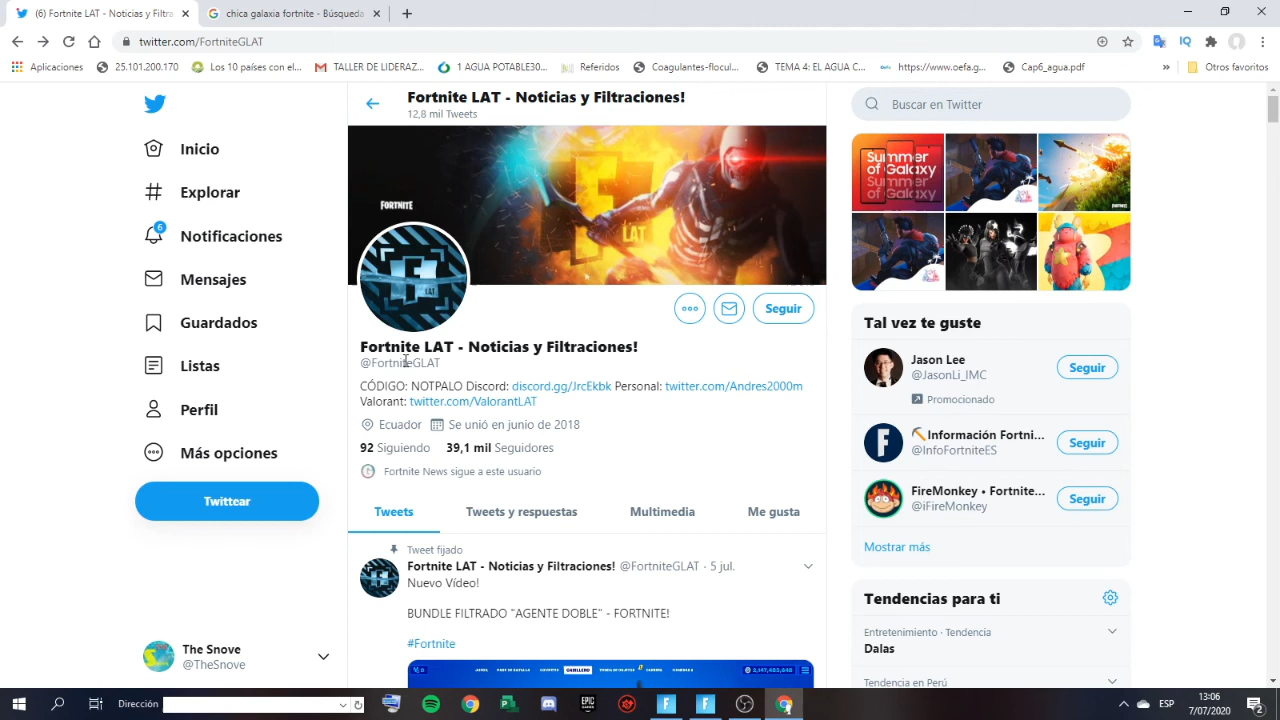 (6) Fortnite LAT - Noticias y Filtra
chica galaxia fortnite - Búsqueda
twitter.com/FortniteGLAT
Aplicaciones
25.101.200.170
Los 10 países con el...
TALLER DE LIDERAZ...
1 AGUA POTABLE30...
Referidos
Coagulantes-flocul...
TEMA 4: EL AGUA C...
https://www.oefa.g...
Cap6_agua.pdf
»
Otros favoritos
Inicio
Explorar
6
Notificaciones
Mensajes
Guardados
Listas
Perfil
Más opciones
Twittear
The Snove
@TheSnove
Fortnite LAT - Noticias y Filtraciones!
12,8 mil Tweets
FORTNITE
LAT
Seguir
Fortnite LAT - Noticias y Filtraciones!
@FortniteGLAT
CÓDIGO: NOTPALO Discord: discord.gg/JrcEkbk Personal: twitter.com/Andres2000m
Valorant: twitter.com/ValorantLAT
Ecuador Se unió en junio de 2018
92 Siguiendo 39,1 mil Seguidores
Fortnite News sigue a este usuario
Tweets
Tweets y respuestas
Multimedia
Me gusta
Tweet fijado
Fortnite LAT - Noticias y Filtraciones! @FortniteGLAT · 5 jul.
Nuevo Vídeo!
BUNDLE FILTRADO "AGENTE DOBLE" - FORTNITE!
#Fortnite
Buscar en Twitter
Summer
of Galaxy
Summer
of Galaxy
Tal vez te guste
Jason Lee
@JasonLi_IMC
Promocionado
Seguir
Información Fortni...
@InfoFortniteES
Seguir
FireMonkey • Fortnite...
@iFireMonkey
Seguir
Mostrar más
Tendencias para ti
Entretenimiento · Tendencia
Dalas
Tendencia en Perú
Dirección
ESP
13:06
7/07/2020
2